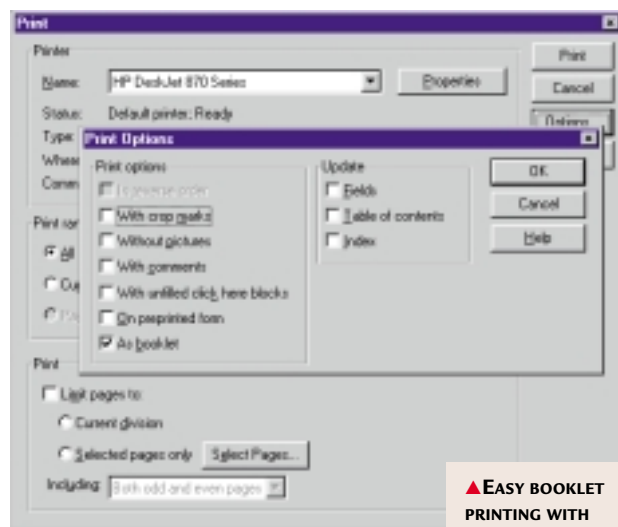 Print
Printer
Name: HP DeskJet 870 Series
Properties
Status: Default printer; Ready
Type:
Where
Comm
Print
Cancel
Options
Print Options
Print options
In reverse order
With crop marks
Without pictures
With comments
With unfilled click here blocks
On preprinted form
As booklet
Update
Fields
Table of contents
Index
OK
Cancel
Help
Print ran
All
Cu
Pa
Print
Limit pages to:
Current division
Selected pages only
Select Pages...
Including: Both odd and even pages
▲EASY BOOKLET
PRINTING WITH